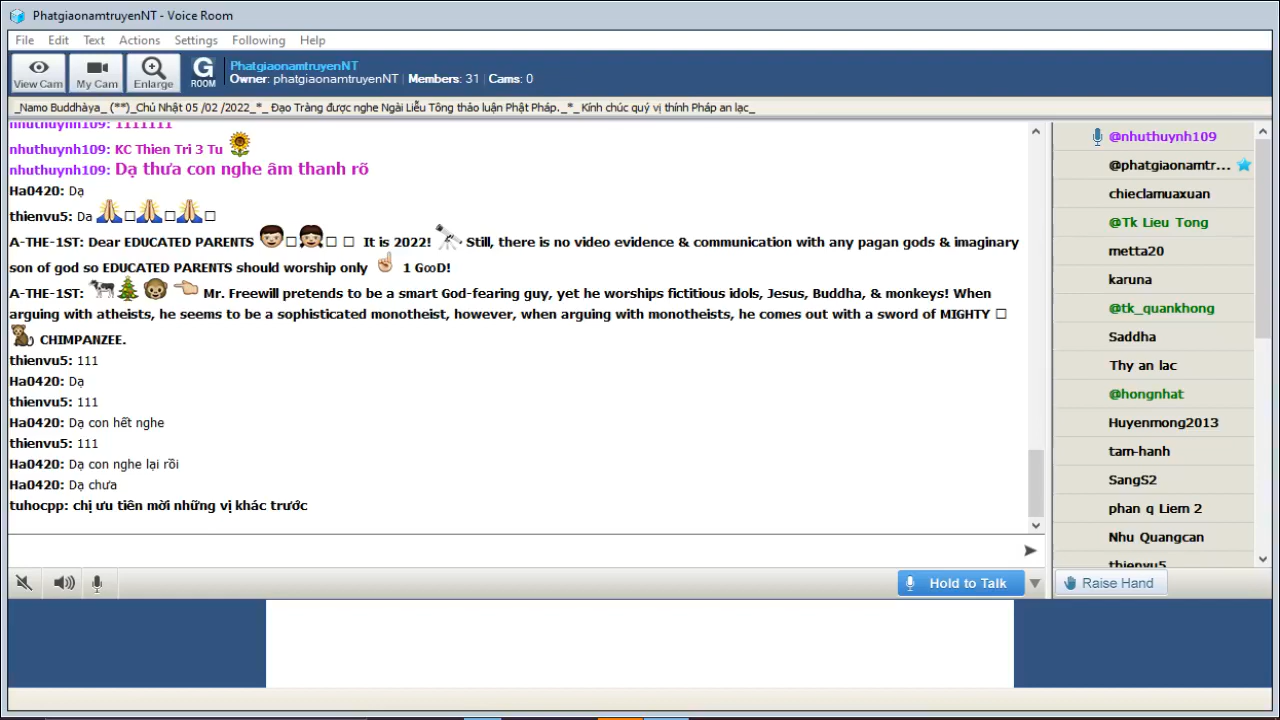 PhatgiaonamtruyenNT - Voice Room
File Edit Text Actions Settings Following Help
View Cam My Cam Enlarge G ROOM
PhatgiaonamtruyenNT
Owner: phatgiaonamtruyenNT | Members: 31 | Cams: 0
_Namo Buddhàya_ (**)_Chủ Nhật 05 /02 /2022_*_ Đạo Tràng được nghe Ngài Liễu Tông thảo luận Phật Pháp._*_ Kính chúc quý vị thính Pháp an lạc_
nhuthuynh109: 1111111
nhuthuynh109: KC Thien Tri 3 Tu
nhuthuynh109: Dạ thưa con nghe âm thanh rõ
Ha0420: Dạ
thienvu5: Da
A-THE-1ST: Dear EDUCATED PARENTS It is 2022! Still, there is no video evidence & communication with any pagan gods & imaginary
son of god so EDUCATED PARENTS should worship only 1 G∞D!
A-THE-1ST: Mr. Freewill pretends to be a smart God-fearing guy, yet he worships fictitious idols, Jesus, Buddha, & monkeys! When
arguing with atheists, he seems to be a sophisticated monotheist, however, when arguing with monotheists, he comes out with a sword of MIGHTY
CHIMPANZEE.
thienvu5: 111
Ha0420: Dạ
thienvu5: 111
Ha0420: Dạ con hết nghe
thienvu5: 111
Ha0420: Dạ con nghe lại rồi
Ha0420: Dạ chưa
tuhocpp: chị ưu tiên mời những vị khác trước
@nhuthuynh109
@phatgiaonamtr...
chieclamuaxuan
@Tk Lieu Tong
metta20
karuna
@tk_quankhong
Saddha
Thy an lac
@hongnhat
Huyenmong2013
tam-hanh
SangS2
phan q Liem 2
Nhu Quangcan
thienvu5
Hold to Talk
Raise Hand